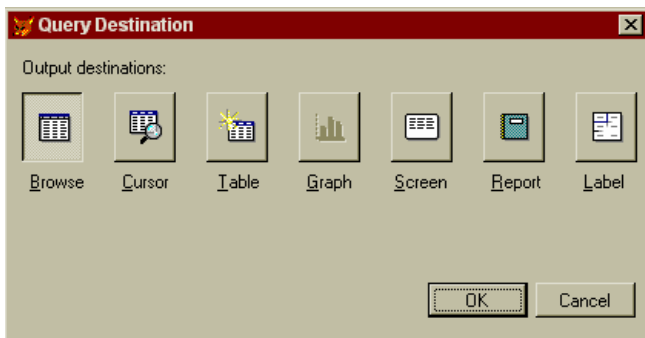 Query Destination
Output destinations:
Browse Cursor Table Graph Screen Report Label
OK Cancel